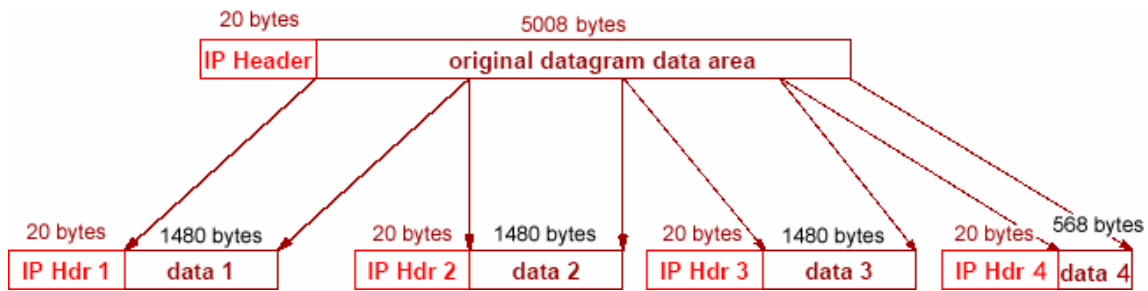 20 bytes 5008 bytes
IP Header original datagram data area
20 bytes 1480 bytes 20 bytes 1480 bytes 20 bytes 1480 bytes 20 bytes 568 bytes
IP Hdr 1 data 1 IP Hdr 2 data 2 IP Hdr 3 data 3 IP Hdr 4 data 4